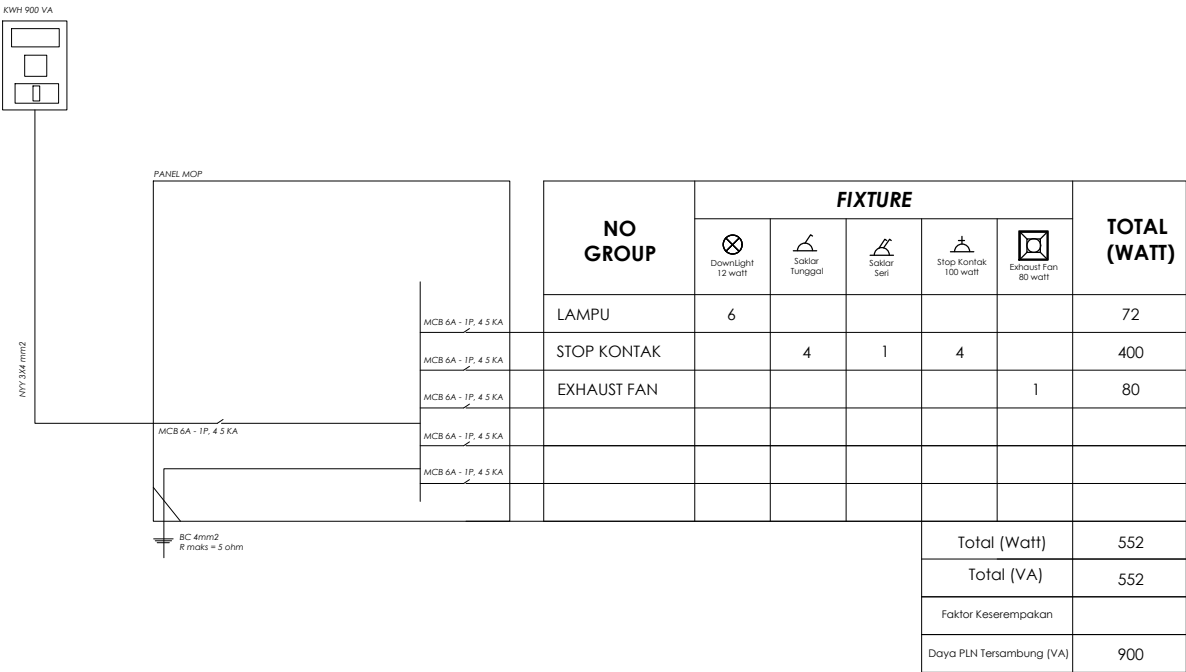 KWH 900 VA
PANEL MOP
NYY 3X4 mm2
MCB 6A - 1P, 4 5 KA
BC 4mm2
R maks = 5 ohm
MCB 6A - 1P, 4 5 KA
MCB 6A - 1P, 4 5 KA
MCB 6A - 1P, 4 5 KA
MCB 6A - 1P, 4 5 KA
MCB 6A - 1P, 4 5 KA
NO
GROUP
FIXTURE
TOTAL
(WATT)
DownLight
12 watt
Saklar
Tunggal
Saklar
Seri
Stop Kontak
100 watt
Exhaust Fan
80 watt
LAMPU 6 72
STOP KONTAK 4 1 4 400
EXHAUST FAN 1 80
Total (Watt) 552
Total (VA) 552
Faktor Keserempakan
Daya PLN Tersambung (VA) 900